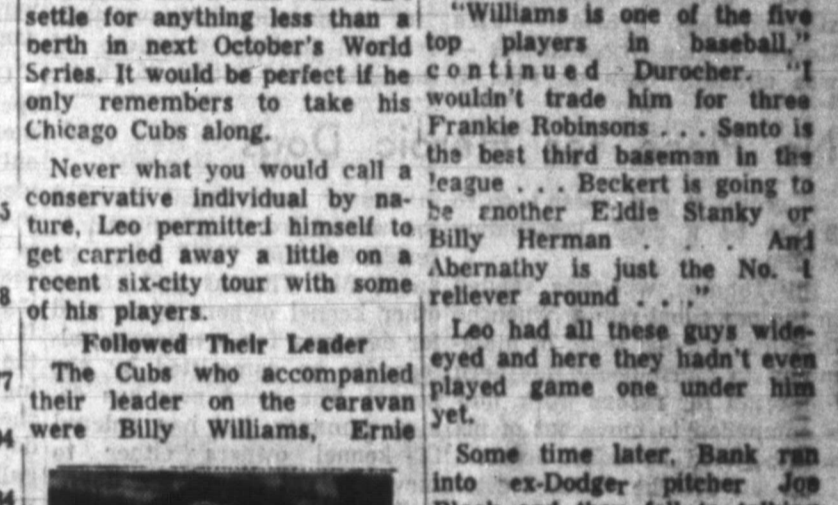 settle for anything less than a
berth in next October's World
Series. It would be perfect if he
only remembers to take his
Chicago Cubs along.
Never what you would call a
conservative individual by na-
ture, Leo permitted himself to
get carried away a little on a
recent six-city tour with some
of his players.
Followed Their Leader
The Cubs who accompanied
their leader on the caravan
were Billy Williams, Ernie
"Williams is one of the five
top players in baseball,"
continued Durocher. "I
wouldn't trade him for three
Frankie Robinsons . . . Santo is
the best third baseman in the
league . . . Beckert is going to
be another Eddie Stanky or
Billy Herman . . . And
Abernathy is just the No. 1
reliever around . . ."
Leo had all these guys wide-
eyed and here they hadn't even
played game one under him
yet.
Some time later, Bank ran
into ex-Dodger pitcher Joe